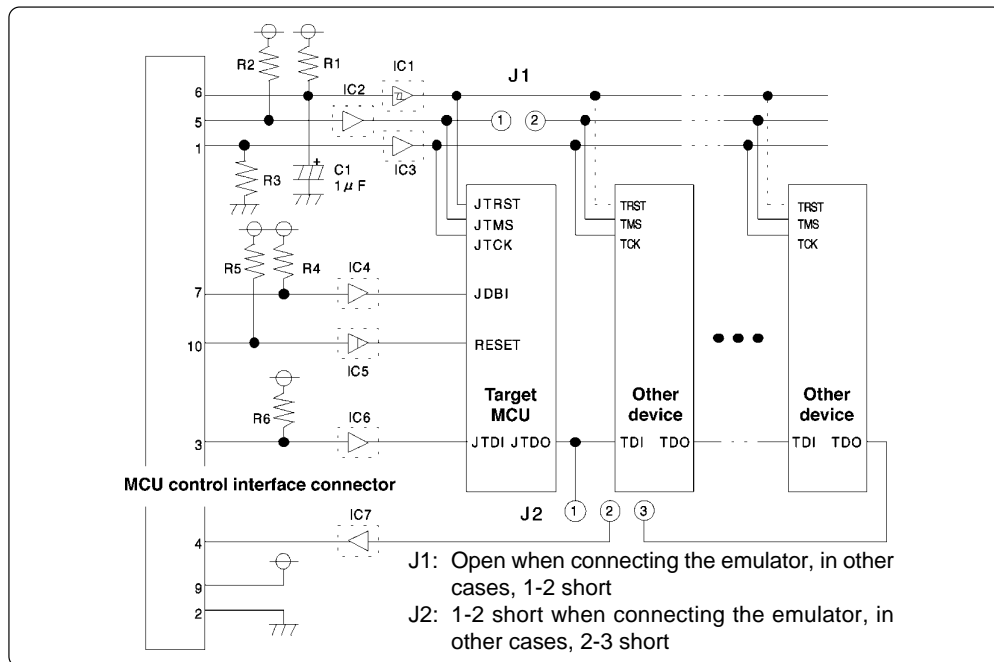 R2
R1
IC1
J1
IC2
6
5
1
1
2
IC3
R3
C1
+
1μF
JTRST
JTMS
JTCK
TRST
TMS
TCK
TRST
TMS
TCK
R5
R4
IC4
7
JDBI
10
RESET
IC5
R6
IC6
Target
MCU
Other
device
Other
device
3
JTDI JTDO
TDI TDO
TDI TDO
MCU control interface connector
J2
1
2
3
IC7
4
9
2
J1: Open when connecting the emulator, in other
cases, 1-2 short
J2: 1-2 short when connecting the emulator, in
other cases, 2-3 short